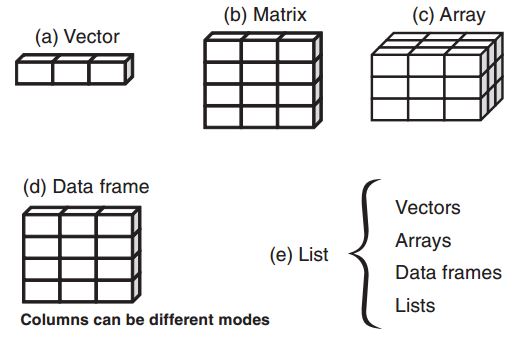 (a) Vector
(b) Matrix
(c) Array
(d) Data frame
Columns can be different modes
(e) List
Vectors
Arrays
Data frames
Lists